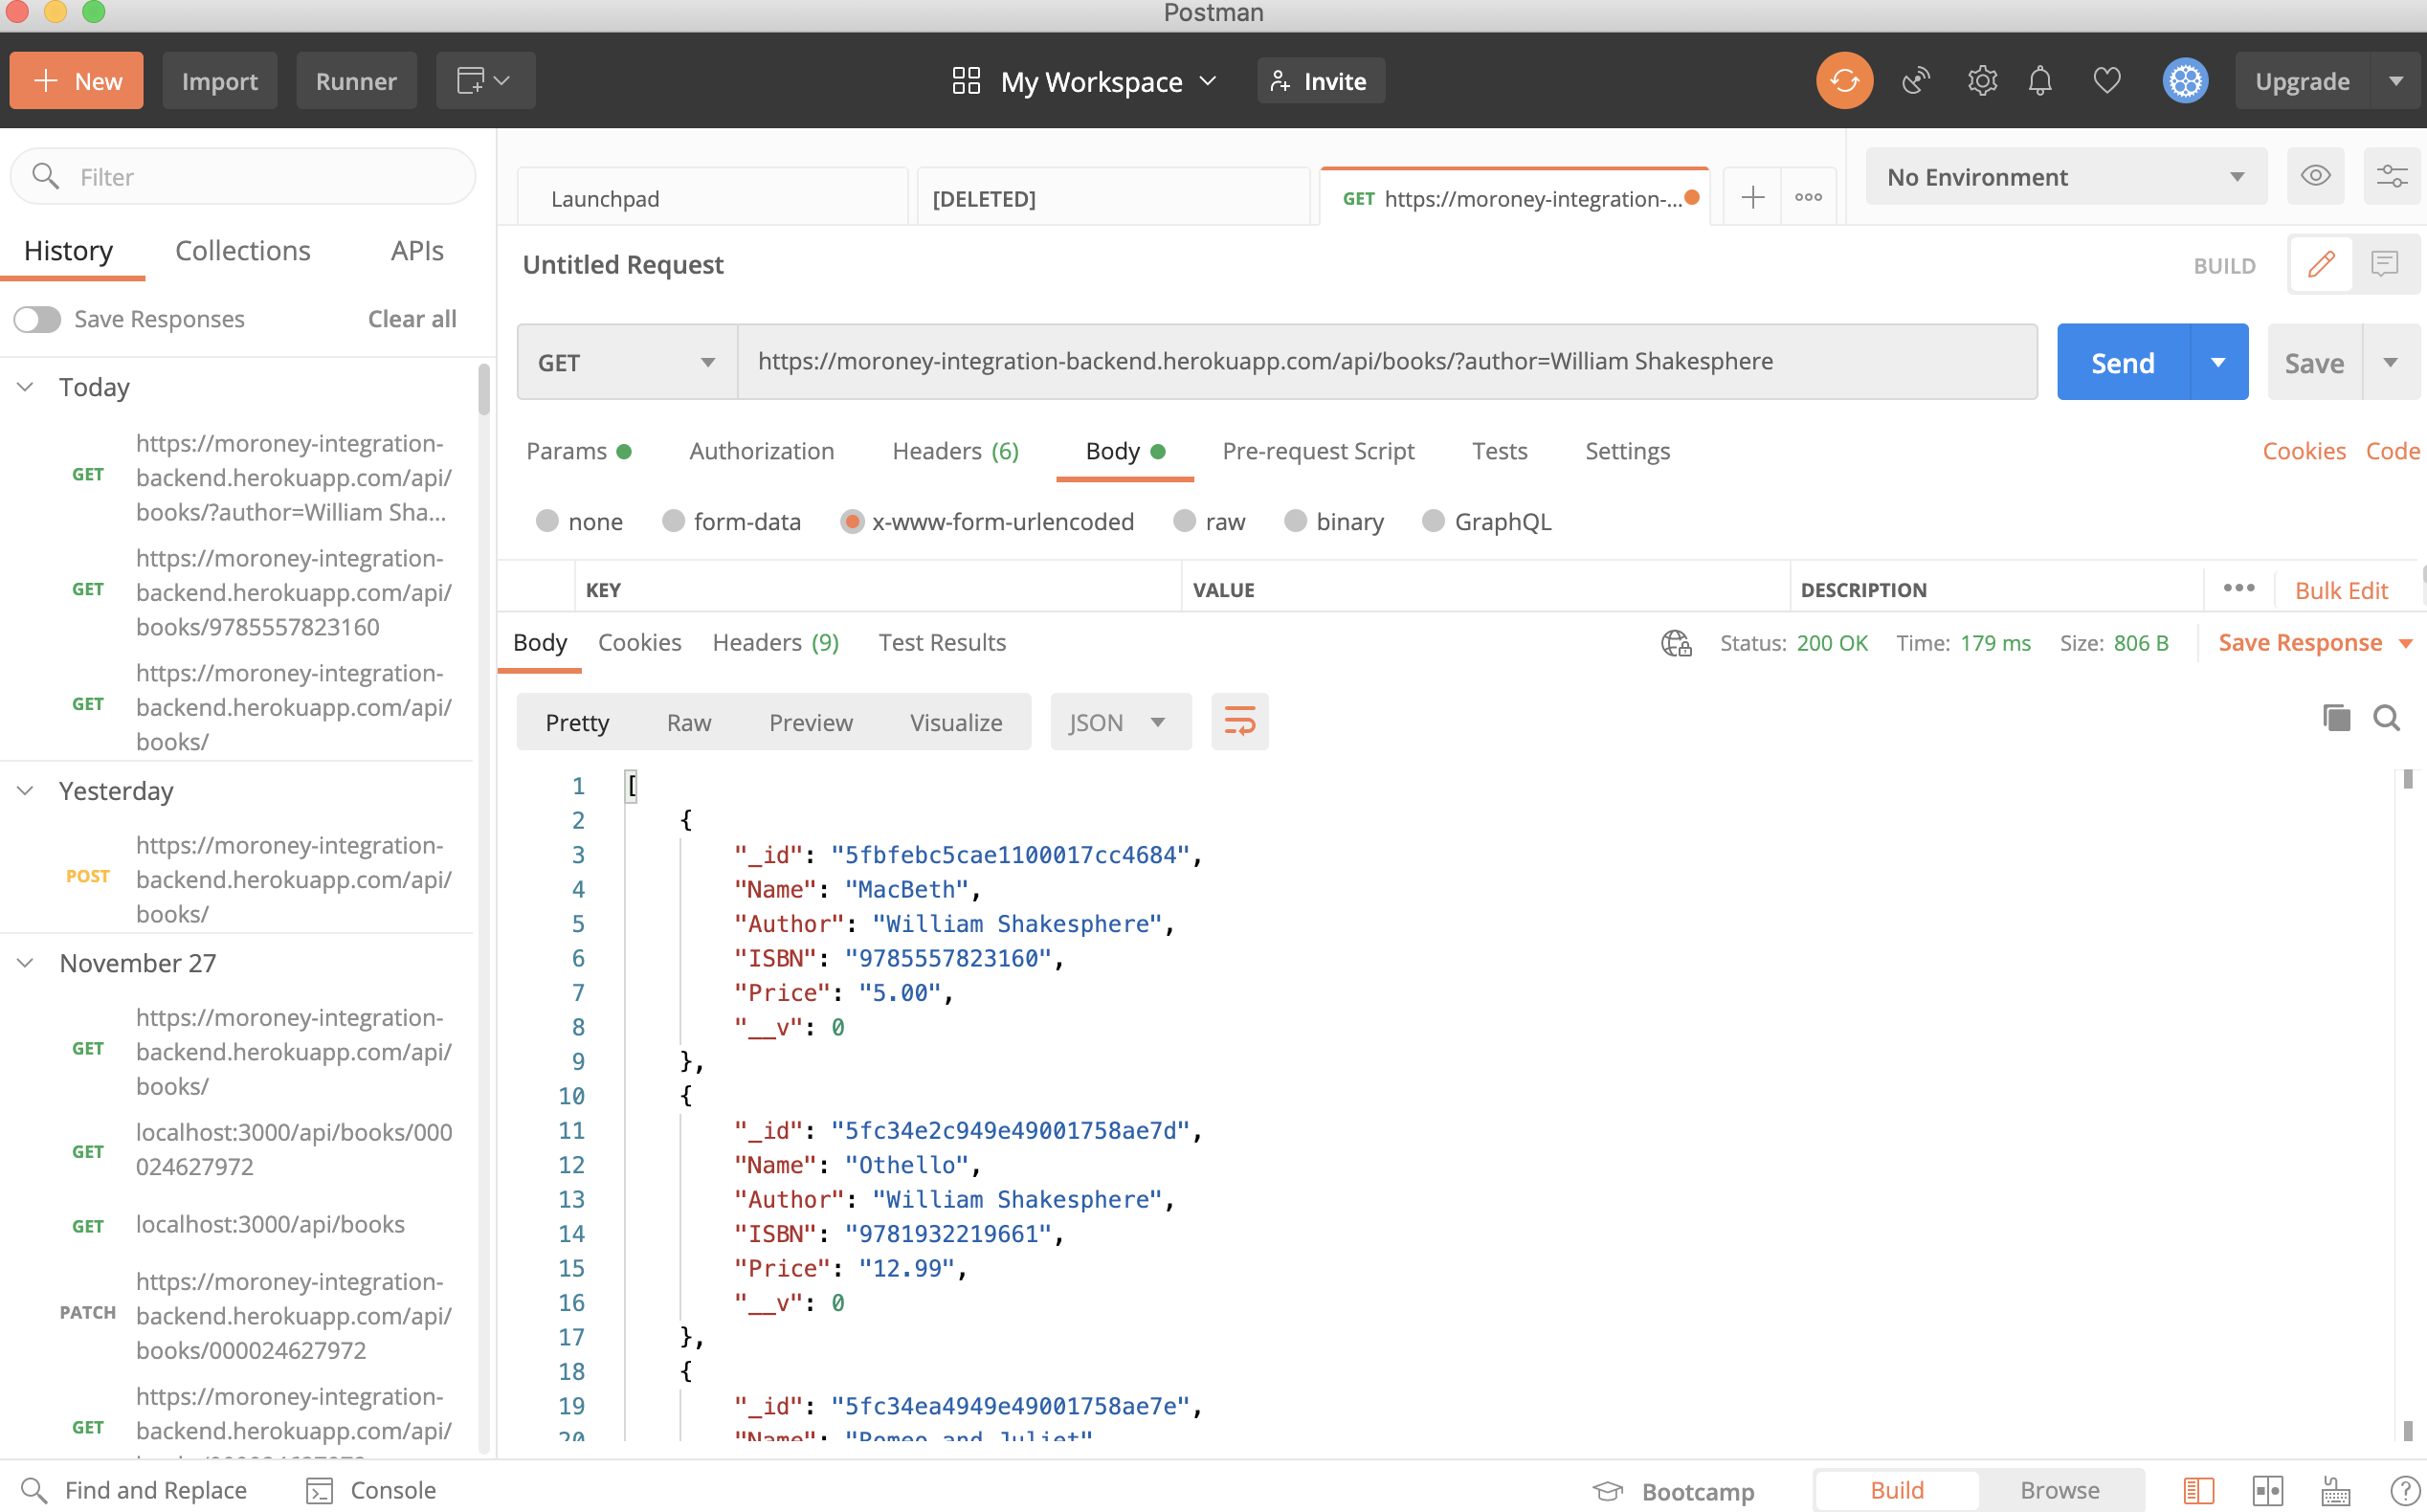 Postman
New
Import
Runner
My Workspace
Invite
Upgrade
Filter
History
Collections
APIs
Save Responses
Clear all
Today
GET
https://moroney-integration-
backend.herokuapp.com/api/
books/?author=William Sha...
GET
https://moroney-integration-
backend.herokuapp.com/api/
books/9785557823160
GET
https://moroney-integration-
backend.herokuapp.com/api/
books/
Yesterday
POST
https://moroney-integration-
backend.herokuapp.com/api/
books/
November 27
GET
https://moroney-integration-
backend.herokuapp.com/api/
books/
GET
localhost:3000/api/books/000
024627972
GET
localhost:3000/api/books
PATCH
https://moroney-integration-
backend.herokuapp.com/api/
books/000024627972
GET
https://moroney-integration-
backend.herokuapp.com/api/
Launchpad
[DELETED]
GET https://moroney-integration-...
No Environment
Untitled Request
BUILD
GET
https://moroney-integration-backend.herokuapp.com/api/books/?author=William Shakesphere
Send
Save
Params
Authorization
Headers (6)
Body
Pre-request Script
Tests
Settings
Cookies
Code
none
form-data
x-www-form-urlencoded
raw
binary
GraphQL
KEY
VALUE
DESCRIPTION
Bulk Edit
Body
Cookies
Headers (9)
Test Results
Status: 200 OK
Time: 179 ms
Size: 806 B
Save Response
Pretty
Raw
Preview
Visualize
JSON
1 [
2 {
3 "_id": "5fbfebc5cae1100017cc4684",
4 "Name": "MacBeth",
5 "Author": "William Shakesphere",
6 "ISBN": "9785557823160",
7 "Price": "5.00",
8 "__v": 0
9 },
10 {
11 "_id": "5fc34e2c949e49001758ae7d",
12 "Name": "Othello",
13 "Author": "William Shakesphere",
14 "ISBN": "9781932219661",
15 "Price": "12.99",
16 "__v": 0
17 },
18 {
19 "_id": "5fc34ea4949e49001758ae7e",
20 "Name": "Romeo and Juliet"
Find and Replace
Console
Bootcamp
Build
Browse